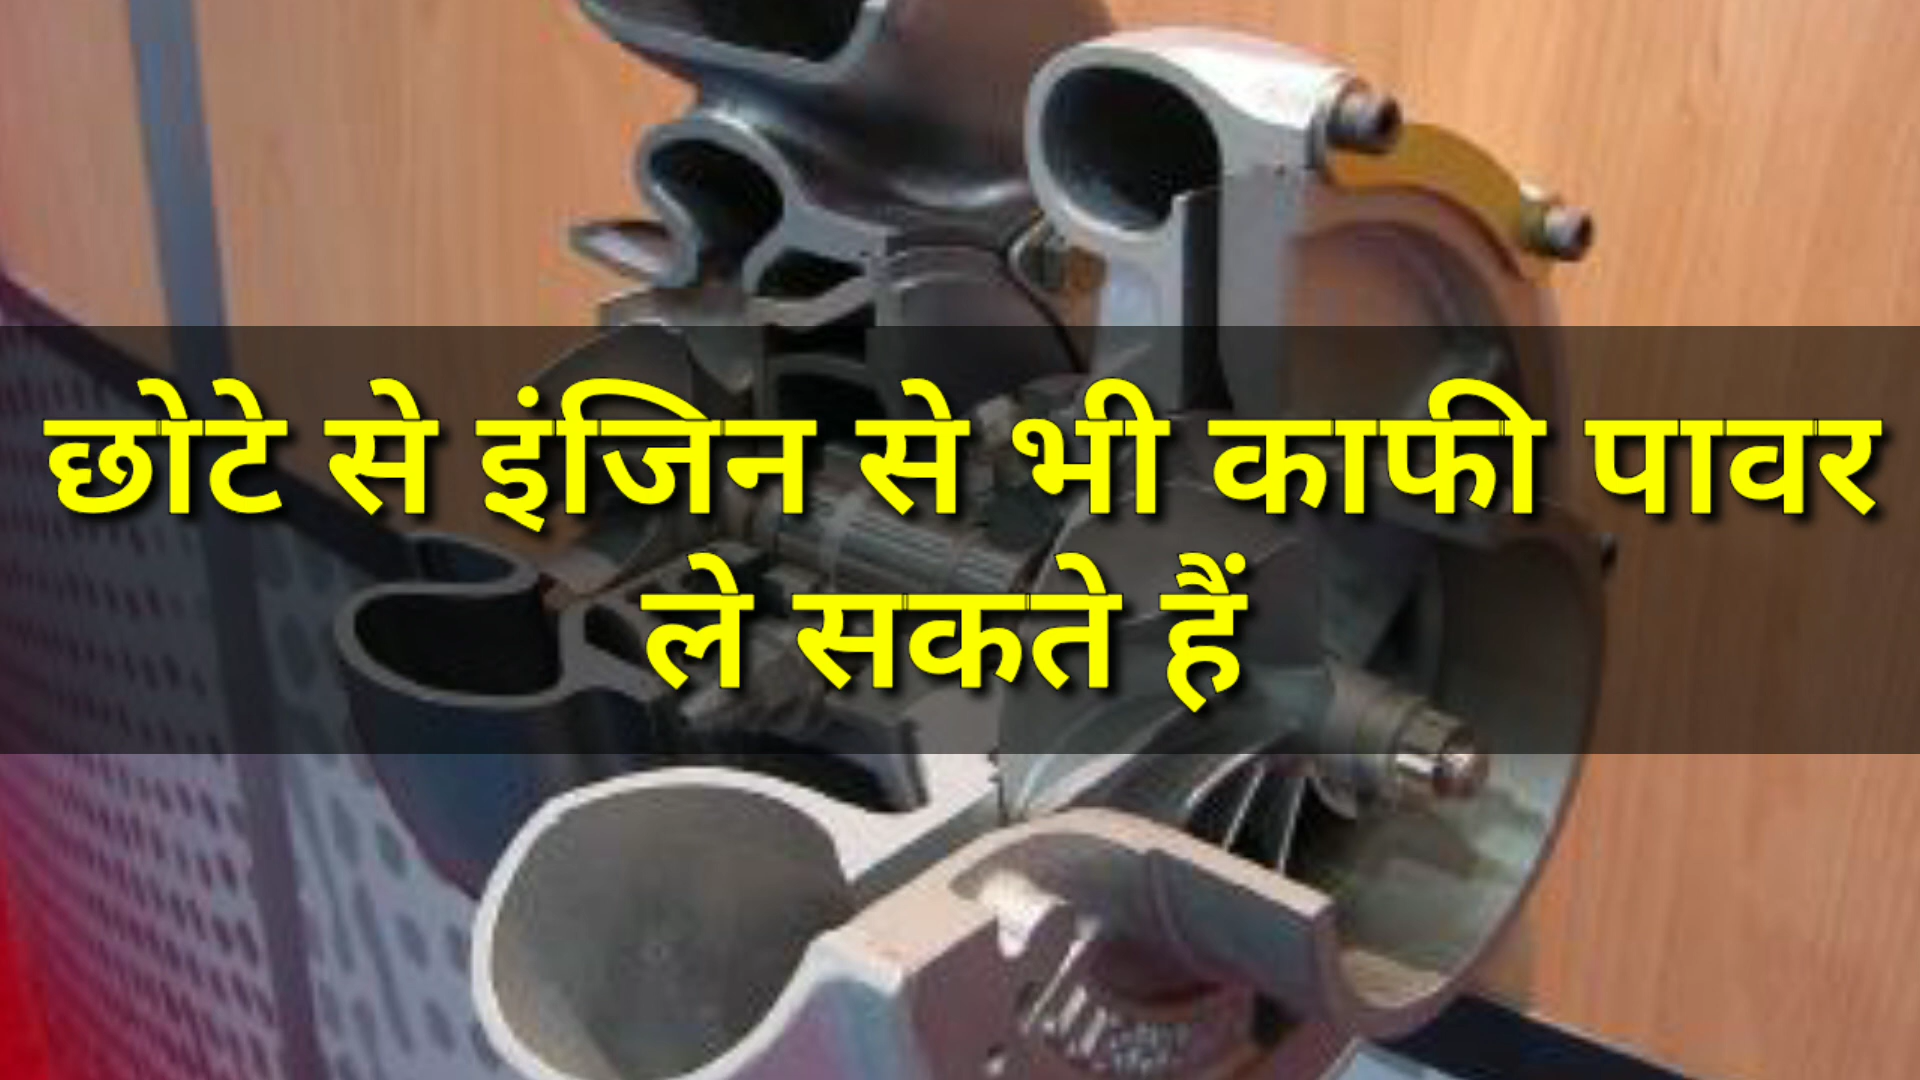 छोटे से इंजिन से भी काफी पावर
ले सकते हैं